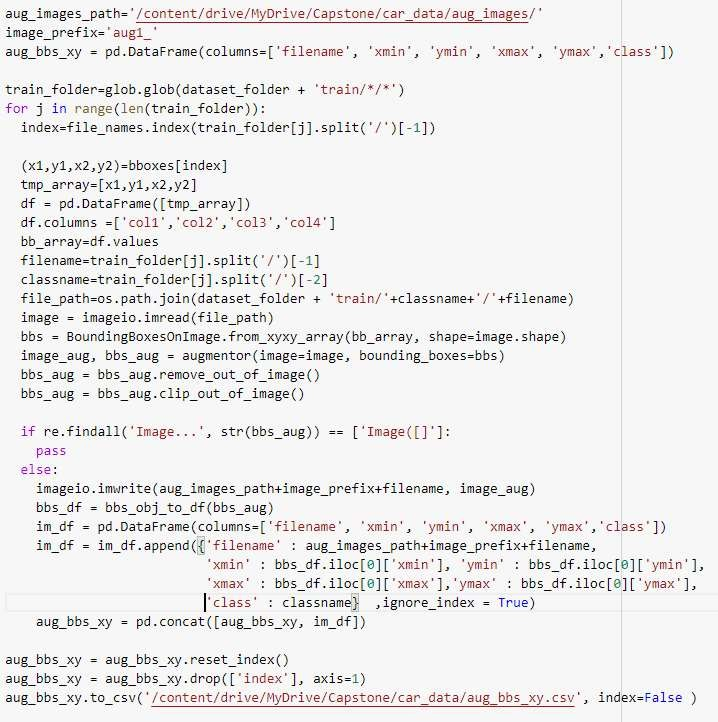 aug_images_path='/content/drive/MyDrive/Capstone/car_data/aug_images/'
image_prefix='aug1_'
aug_bbs_xy = pd.DataFrame(columns=['filename', 'xmin', 'ymin', 'xmax', 'ymax','class'])

train_folder=glob.glob(dataset_folder + 'train/*/*')
for j in range(len(train_folder)):
  index=file_names.index(train_folder[j].split('/')[-1])

  (x1,y1,x2,y2)=bboxes[index]
  tmp_array=[x1,y1,x2,y2]
  df = pd.DataFrame([tmp_array])
  df.columns =['col1','col2','col3','col4']
  bb_array=df.values
  filename=train_folder[j].split('/')[-1]
  classname=train_folder[j].split('/')[-2]
  file_path=os.path.join(dataset_folder + 'train/'+classname+'/'+filename)
  image = imageio.imread(file_path)
  bbs = BoundingBoxesOnImage.from_xyxy_array(bb_array, shape=image.shape)
  image_aug, bbs_aug = augmentor(image=image, bounding_boxes=bbs)
  bbs_aug = bbs_aug.remove_out_of_image()
  bbs_aug = bbs_aug.clip_out_of_image()

  if re.findall('Image...', str(bbs_aug)) == ['Image([]']:
    pass
  else:
    imageio.imwrite(aug_images_path+image_prefix+filename, image_aug)
    bbs_df = bbs_obj_to_df(bbs_aug)
    im_df = pd.DataFrame(columns=['filename', 'xmin', 'ymin', 'xmax', 'ymax','class'])
    im_df = im_df.append({'filename' : aug_images_path+image_prefix+filename,
                          'xmin' : bbs_df.iloc[0]['xmin'], 'ymin' : bbs_df.iloc[0]['ymin'],
                          'xmax' : bbs_df.iloc[0]['xmax'],'ymax' : bbs_df.iloc[0]['ymax'],
                          'class' : classname}  ,ignore_index = True)
    aug_bbs_xy = pd.concat([aug_bbs_xy, im_df])

aug_bbs_xy = aug_bbs_xy.reset_index()
aug_bbs_xy = aug_bbs_xy.drop(['index'], axis=1)
aug_bbs_xy.to_csv('/content/drive/MyDrive/Capstone/car_data/aug_bbs_xy.csv', index=False )